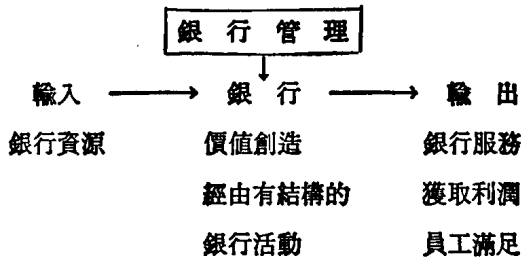 銀行管理
輸入 銀行 輸出
銀行資源 價值創造 銀行服務
經由有結構的 獲取利潤
銀行活動 員工滿足